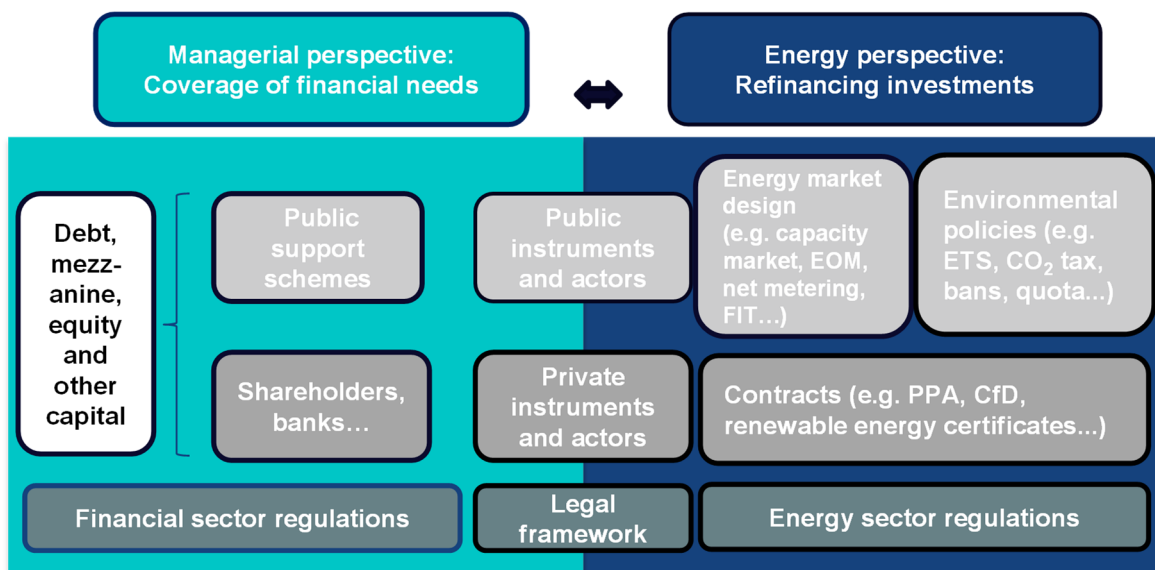 Managerial perspective:
Coverage of financial needs
Energy perspective:
Refinancing investments
Debt,
mezz-
anine,
equity
and
other
capital
Public
support
schemes
Public
instruments
and actors
Energy market
design
(e.g. capacity
market, EOM,
net metering,
FIT…)
Environmental
policies (e.g.
ETS, CO₂ tax,
bans, quota...)
Shareholders,
banks…
Private
instruments
and actors
Contracts (e.g. PPA, CfD,
renewable energy certificates...)
Financial sector regulations
Legal
framework
Energy sector regulations